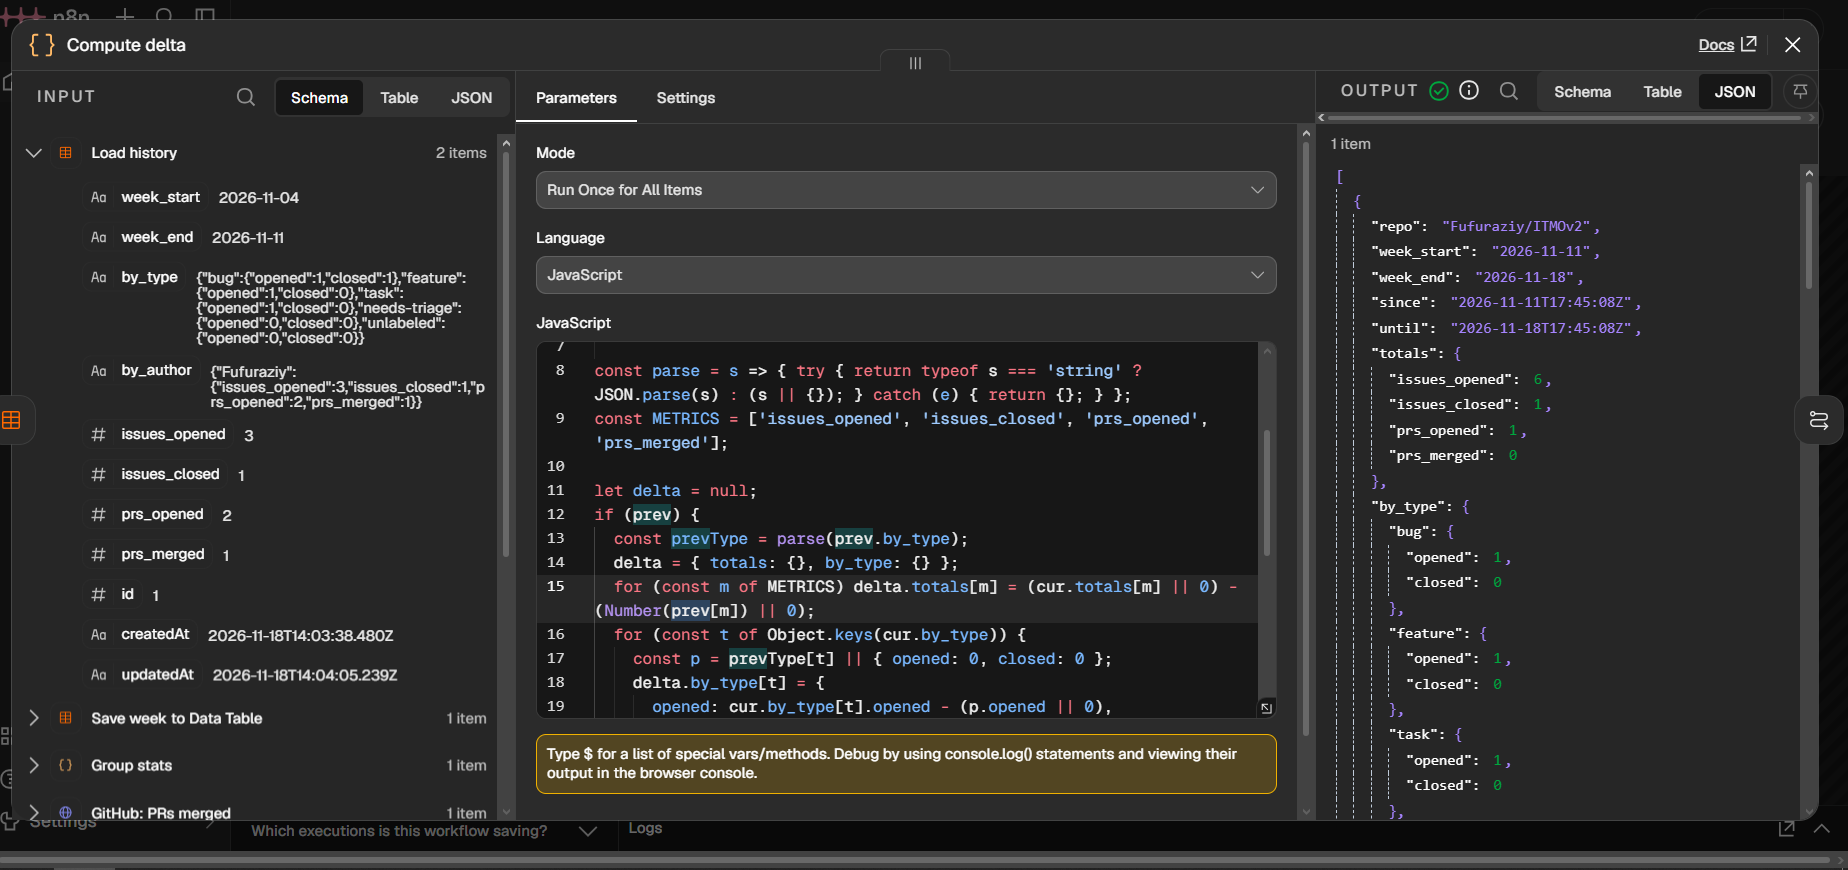 n8n
Compute delta
Docs
INPUT
Schema
Table
JSON
Load history
2 items
Aa week_start 2026-11-04
Aa week_end 2026-11-11
Aa by_type {"bug":{"opened":1,"closed":1},"feature":
{"opened":1,"closed":0},"task":
{"opened":1,"closed":0},"needs-triage":
{"opened":0,"closed":0},"unlabeled":
{"opened":0,"closed":0}}
Aa by_author {"Fufuraziy":
{"issues_opened":3,"issues_closed":1,"p
rs_opened":2,"prs_merged":1}}
# issues_opened 3
# issues_closed 1
# prs_opened 2
# prs_merged 1
# id 1
Aa createdAt 2026-11-18T14:03:38.480Z
Aa updatedAt 2026-11-18T14:04:05.239Z
Save week to Data Table 1 item
Group stats 1 item
GitHub: PRs merged 1 item
Parameters
Settings
Mode
Run Once for All Items
Language
JavaScript
JavaScript
7
8 const parse = s => { try { return typeof s === 'string' ?
JSON.parse(s) : (s || {}); } catch (e) { return {}; } };
9 const METRICS = ['issues_opened', 'issues_closed', 'prs_opened',
'prs_merged'];
10
11 let delta = null;
12 if (prev) {
13 const prevType = parse(prev.by_type);
14 delta = { totals: {}, by_type: {} };
15 for (const m of METRICS) delta.totals[m] = (cur.totals[m] || 0) -
(Number(prev[m]) || 0);
16 for (const t of Object.keys(cur.by_type)) {
17 const p = prevType[t] || { opened: 0, closed: 0 };
18 delta.by_type[t] = {
19 opened: cur.by_type[t].opened - (p.opened || 0),
Type $ for a list of special vars/methods. Debug by using console.log() statements and viewing their
output in the browser console.
OUTPUT
Schema
Table
JSON
1 item
[
{
"repo": "Fufuraziy/ITMOv2",
"week_start": "2026-11-11",
"week_end": "2026-11-18",
"since": "2026-11-11T17:45:08Z",
"until": "2026-11-18T17:45:08Z",
"totals": {
"issues_opened": 6,
"issues_closed": 1,
"prs_opened": 1,
"prs_merged": 0
},
"by_type": {
"bug": {
"opened": 1,
"closed": 0
},
"feature": {
"opened": 1,
"closed": 0
},
"task": {
"opened": 1,
"closed": 0
},
Settings
Which executions is this workflow saving?
Logs